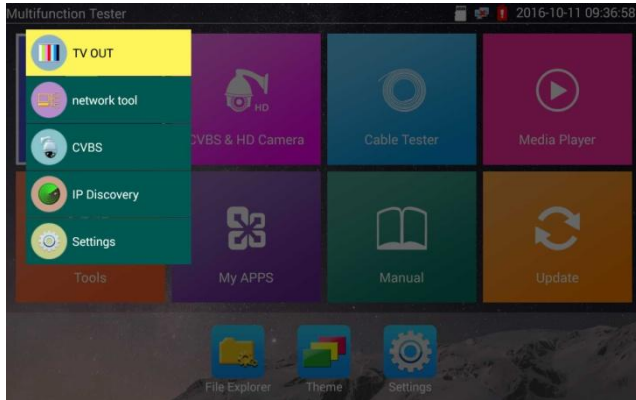 Multifunction Tester
2016-10-11 09:36:58
TV OUT
network tool
CVBS
IP Discovery
Settings
HD
CVBS & HD Camera
Cable Tester
Media Player
Tools
My APPS
Manual
Update
File Explorer
Theme
Settings